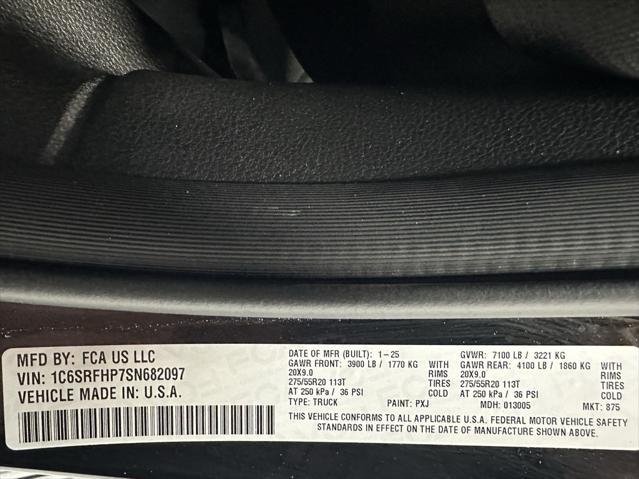 MFD BY: FCA US LLC
VIN: 1C6SRFHP7SN682097
VEHICLE MADE IN: U.S.A.
DATE OF MFR (BUILT): 1-25 GVWR: 7100 LB / 3221 KG
GAWR FRONT: 3900 LB / 1770 KG WITH GAWR REAR: 4100 LB / 1860 KG WITH
20X9.0 RIMS 20X9.0 RIMS
275/55R20 113T TIRES 275/55R20 113T TIRES
AT 250 kPa / 36 PSI AT 250 kPa / 36 PSI
TYPE: TRUCK PAINT: PXJ MDH: 013005 MKT: 875
THIS VEHICLE CONFORMS TO ALL APPLICABLE U.S.A. FEDERAL MOTOR VEHICLE SAFETY
STANDARDS IN EFFECT ON THE DATE OF MANUFACTURE SHOWN ABOVE.